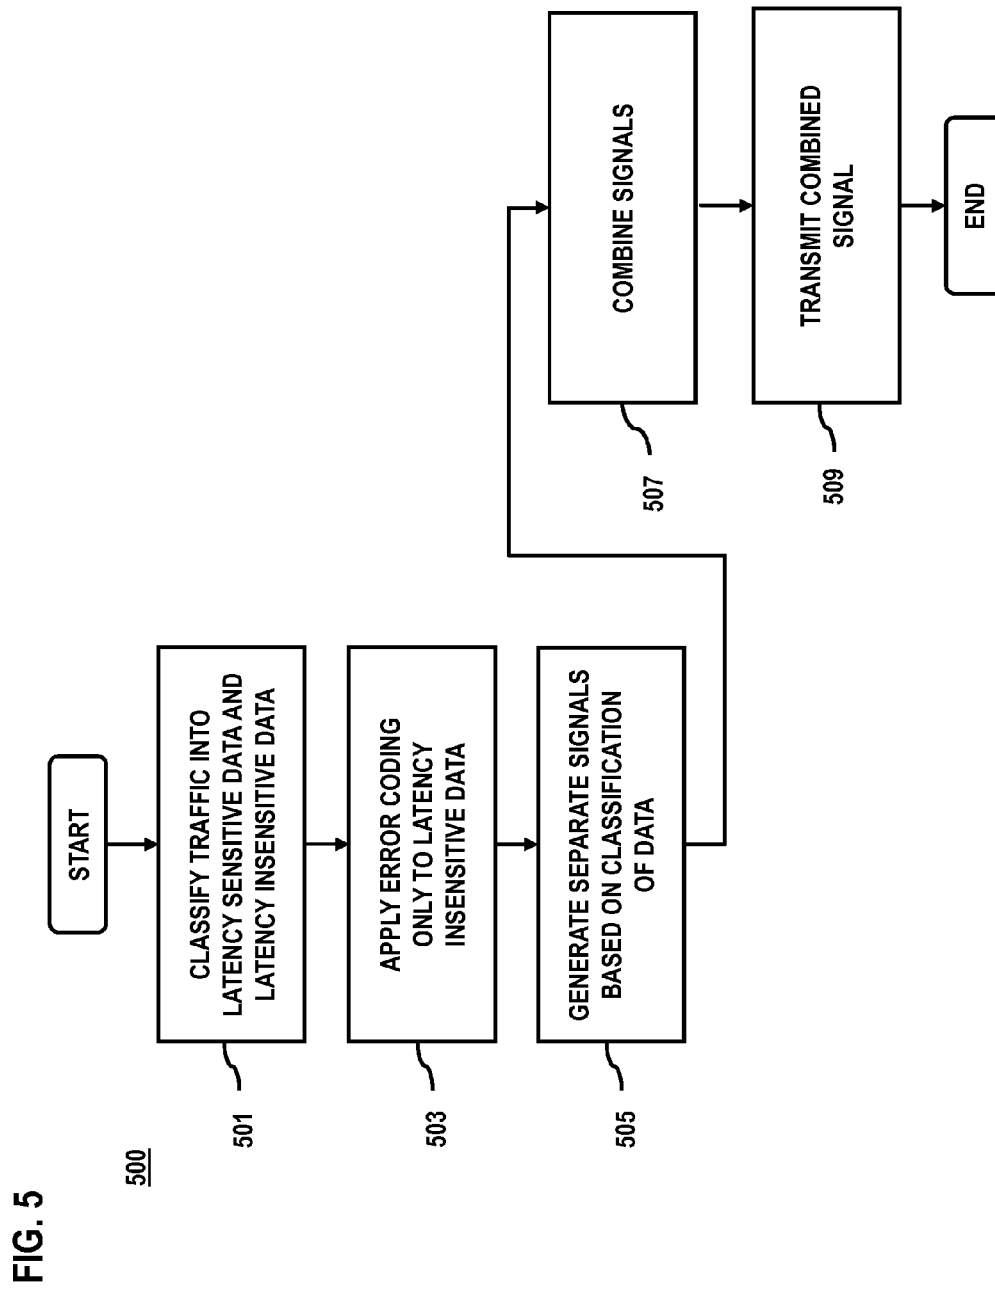 FIG. 5
500
START
CLASSIFY TRAFFIC INTO
LATENCY SENSITIVE DATA AND
LATENCY INSENSITIVE DATA
501
APPLY ERROR CODING
ONLY TO LATENCY
INSENSITIVE DATA
503
GENERATE SEPARATE SIGNALS
BASED ON CLASSIFICATION
OF DATA
505
COMBINE SIGNALS
507
TRANSMIT COMBINED
SIGNAL
509
END